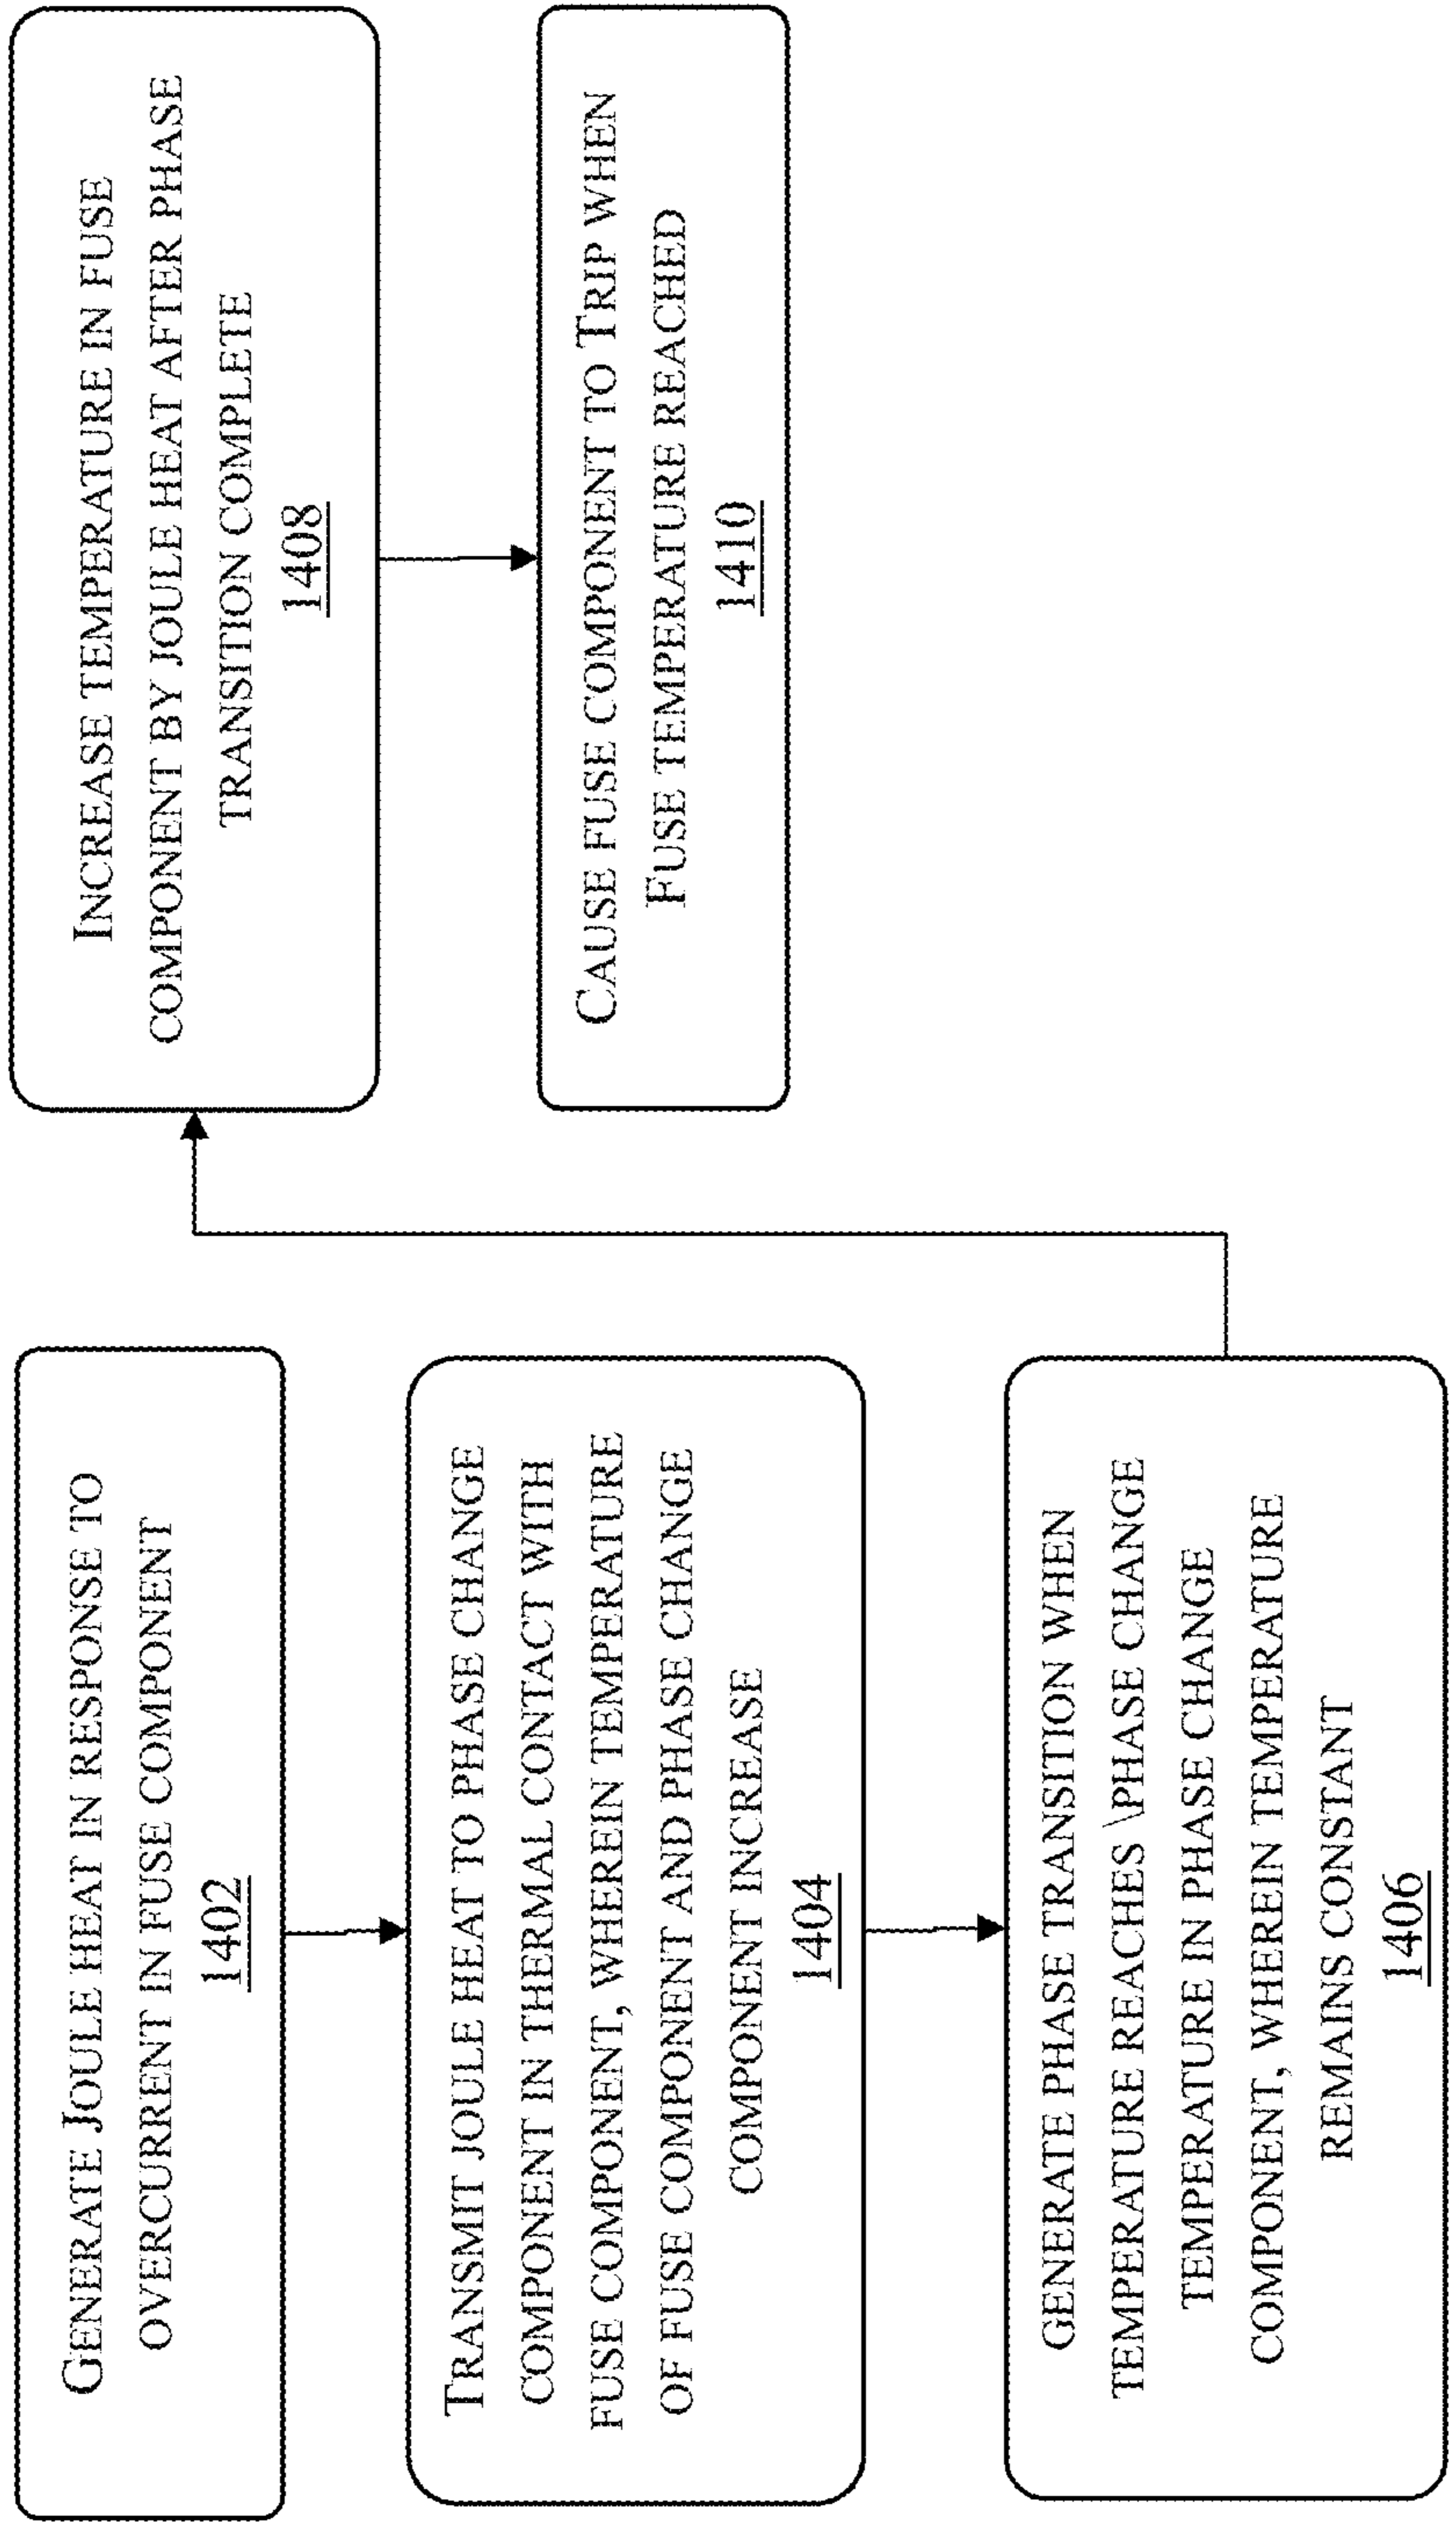 GENERATE JOULE HEAT IN RESPONSE TO
OVERCURRENT IN FUSE COMPONENT
1402
TRANSMIT JOULE HEAT TO PHASE CHANGE
COMPONENT IN THERMAL CONTACT WITH
FUSE COMPONENT, WHEREIN TEMPERATURE
OF FUSE COMPONENT AND PHASE CHANGE
COMPONENT INCREASE
1404
GENERATE PHASE TRANSITION WHEN
TEMPERATURE REACHES \PHASE CHANGE
TEMPERATURE IN PHASE CHANGE
COMPONENT, WHEREIN TEMPERATURE
REMAINS CONSTANT
1406
INCREASE TEMPERATURE IN FUSE
COMPONENT BY JOULE HEAT AFTER PHASE
TRANSITION COMPLETE
1408
CAUSE FUSE COMPONENT TO TRIP WHEN
FUSE TEMPERATURE REACHED
1410